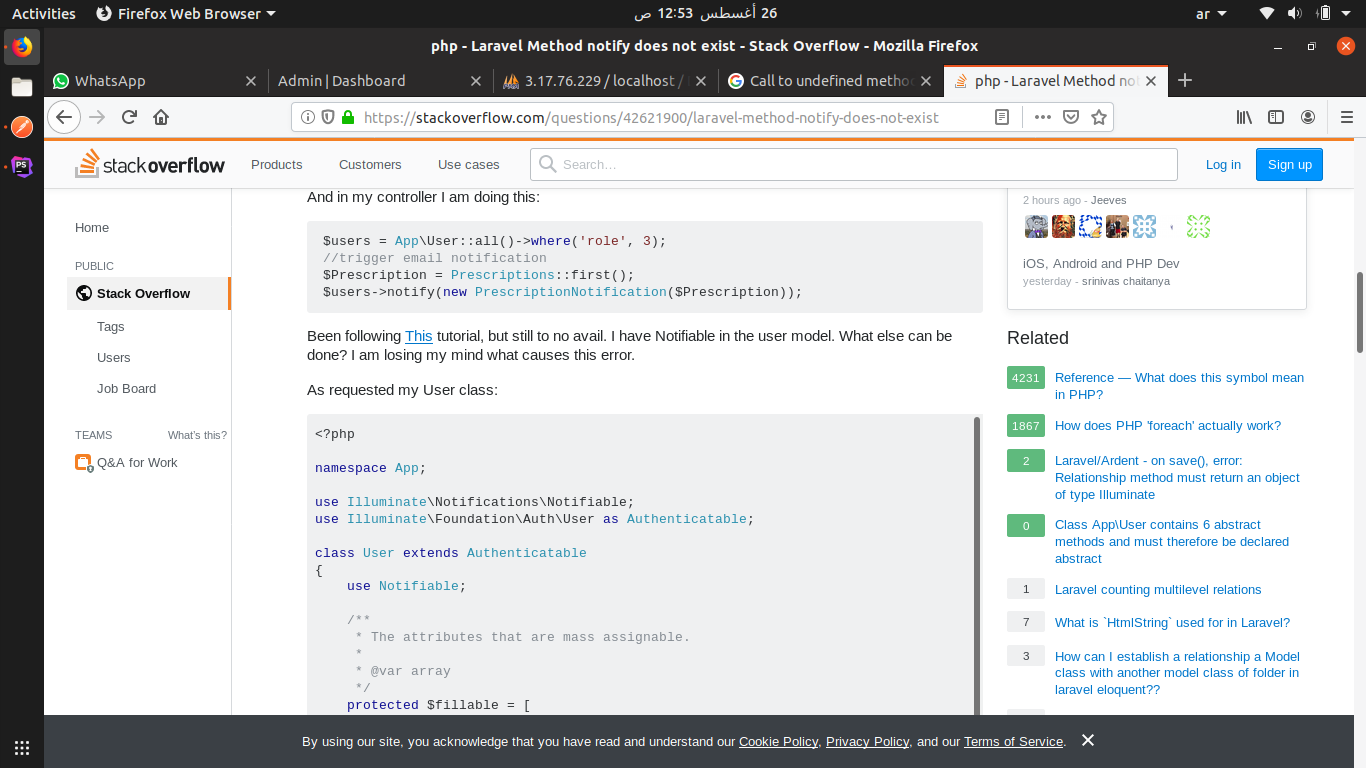 Activities
Firefox Web Browser
26 أغسطس 12:53 ص
ar
php - Laravel Method notify does not exist - Stack Overflow - Mozilla Firefox
WhatsApp
Admin | Dashboard
3.17.76.229 / localhost /
Call to undefined metho
php - Laravel Method no
https://stackoverflow.com/questions/42621900/laravel-method-notify-does-not-exist
stackoverflow
Products
Customers
Use cases
Search…
Log in
Sign up
Home
PUBLIC
Stack Overflow
Tags
Users
Job Board
TEAMS
What's this?
Q&A for Work
And in my controller I am doing this:
$users = App\User::all()->where('role', 3);
//trigger email notification
$Prescription = Prescriptions::first();
$users->notify(new PrescriptionNotification($Prescription));
Been following This tutorial, but still to no avail. I have Notifiable in the user model. What else can be
done? I am losing my mind what causes this error.
As requested my User class:
<?php
namespace App;
use Illuminate\Notifications\Notifiable;
use Illuminate\Foundation\Auth\User as Authenticatable;
class User extends Authenticatable
{
use Notifiable;
/**
* The attributes that are mass assignable.
*
* @var array
*/
protected $fillable = [
2 hours ago - Jeeves
iOS, Android and PHP Dev
yesterday - srinivas chaitanya
Related
4231
Reference — What does this symbol mean
in PHP?
1867
How does PHP 'foreach' actually work?
2
Laravel/Ardent - on save(), error:
Relationship method must return an object
of type Illuminate
0
Class App\User contains 6 abstract
methods and must therefore be declared
abstract
1
Laravel counting multilevel relations
7
What is `HtmlString` used for in Laravel?
3
How can I establish a relationship a Model
class with another model class of folder in
laravel eloquent??
By using our site, you acknowledge that you have read and understand our Cookie Policy, Privacy Policy, and our Terms of Service.
PS